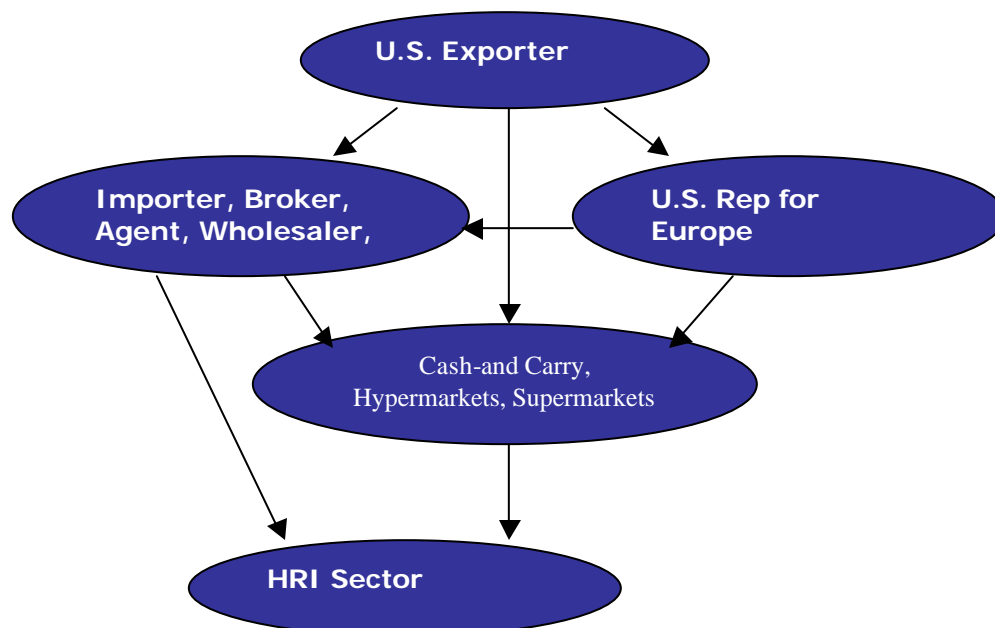 U.S. Exporter
Importer, Broker,
Agent, Wholesaler,
U.S. Rep for
Europe
Cash-and Carry,
Hypermarkets, Supermarkets
HRI Sector